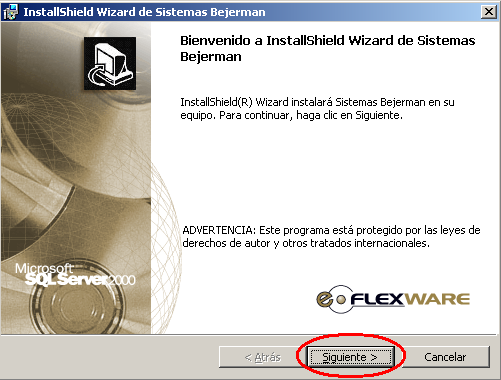 InstallShield Wizard de Sistemas Bejerman
Bienvenido a InstallShield Wizard de Sistemas
Bejerman
InstallShield(R) Wizard instalará Sistemas Bejerman en su
equipo. Para continuar, haga clic en Siguiente.
ADVERTENCIA: Este programa está protegido por las leyes de
derechos de autor y otros tratados internacionales.
Microsoft
SQL Server 2000
e FLEXWARE
< Atrás
Siguiente >
Cancelar